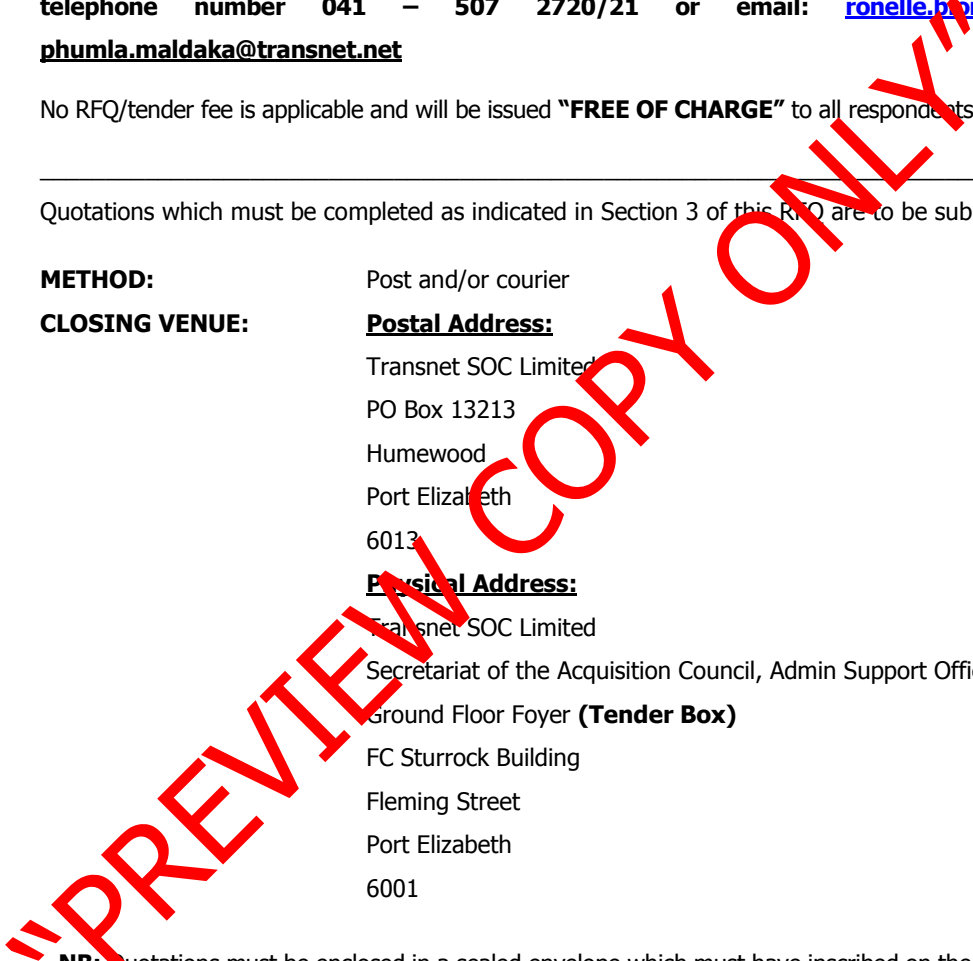 telephone number 041 – 507 2720/21 or email:
phumla.maldaka@transnet.net
No RFQ/tender fee is applicable and will be issued “FREE OF CHARGE” to all respondents
Quotations which must be completed as indicated in Section 3 of this RFQ are to be sub
METHOD: Post and/or courier
CLOSING VENUE: Postal Address:
Transnet SOC Limited
PO Box 13213
Humewood
Port Elizabeth
6013
Physical Address:
Transnet SOC Limited
Secretariat of the Acquisition Council, Admin Support Offi
Ground Floor Foyer (Tender Box)
FC Sturrock Building
Fleming Street
Port Elizabeth
6001
NB: Quotations must be enclosed in a sealed envelope which must have inscribed on the
“PREVIEW COPY ONLY”